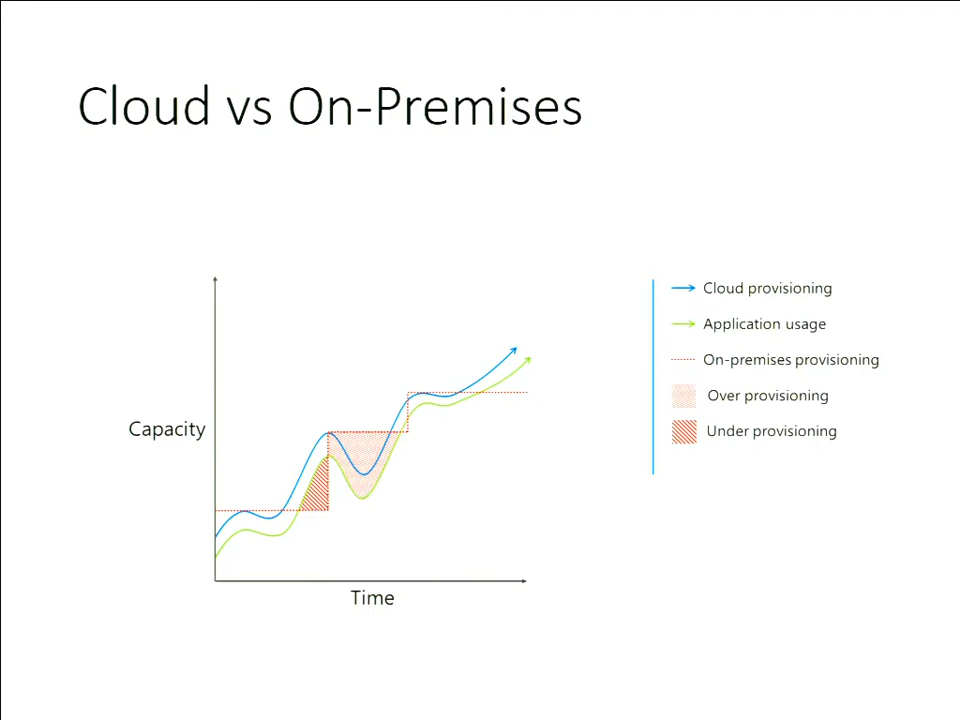 Cloud vs On-Premises
Cloud provisioning
Application usage
On-premises provisioning
Over provisioning
Under provisioning
Capacity
Time